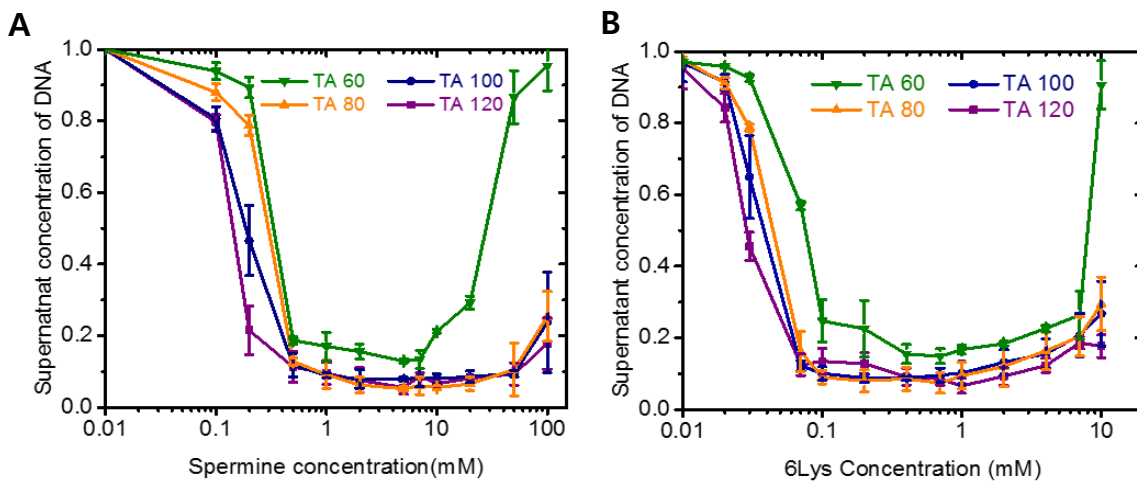 A
B
Supernatnat concentration of DNA
1.0
0.8
0.6
0.4
0.2
0.0
TA 60
TA 100
TA 80
TA 120
0.01
0.1
1
10
100
Spermine concentration(mM)
Supernatant concentration of DNA
1.0
0.8
0.6
0.4
0.2
0.0
TA 60
TA 100
TA 80
TA 120
0.01
0.1
1
10
6Lys Concentration (mM)